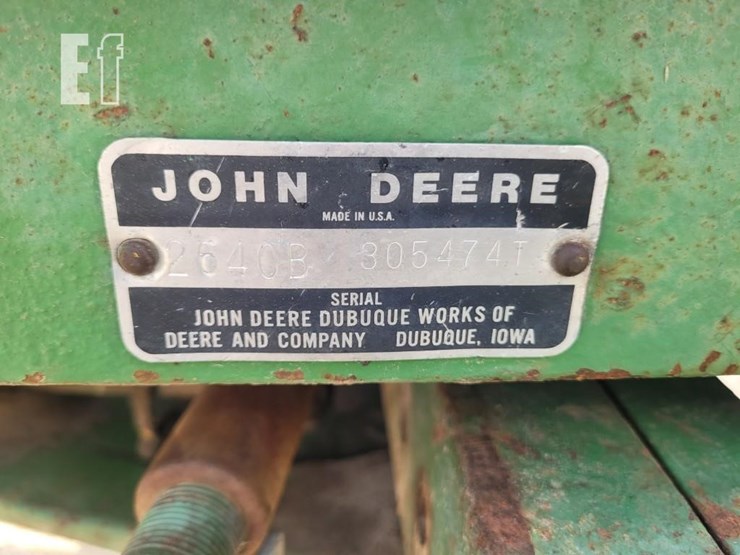 Ef
JOHN DEERE
MADE IN U.S.A.
2640B 305474T
SERIAL
JOHN DEERE DUBUQUE WORKS OF
DEERE AND COMPANY DUBUQUE, IOWA